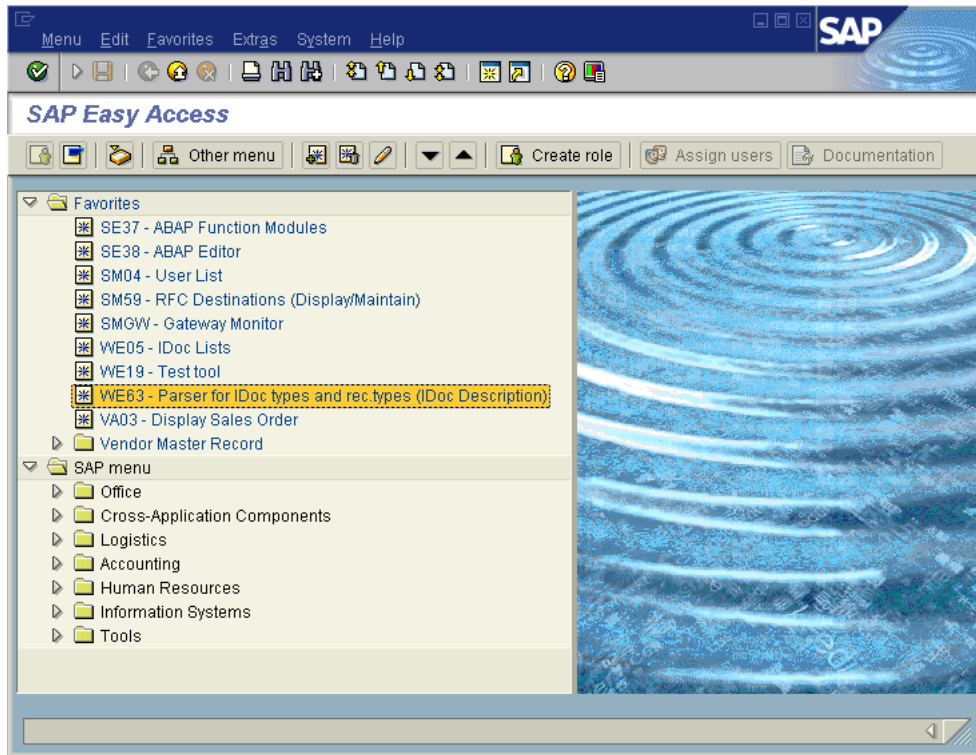 Menu Edit Favorites Extras System Help
SAP
SAP Easy Access
Other menu Create role Assign users Documentation
Favorites
SE37 - ABAP Function Modules
SE38 - ABAP Editor
SM04 - User List
SM59 - RFC Destinations (Display/Maintain)
SMGW - Gateway Monitor
WE05 - IDoc Lists
WE19 - Test tool
WE63 - Parser for IDoc types and rec.types (IDoc Description)
VA03 - Display Sales Order
Vendor Master Record
SAP menu
Office
Cross-Application Components
Logistics
Accounting
Human Resources
Information Systems
Tools